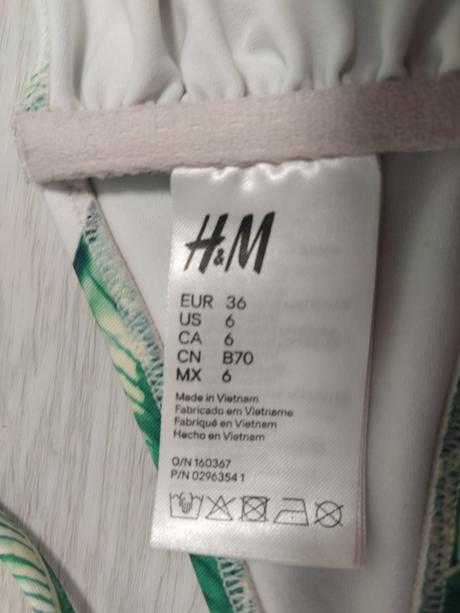 H&M
EUR 36
US 6
CA 6
CN B70
MX 6
Made in Vietnam
Fabricado em Vietname
Fabriqué en Vietnam
Hecho en Vietnam
O/N 160367
P/N 02963541